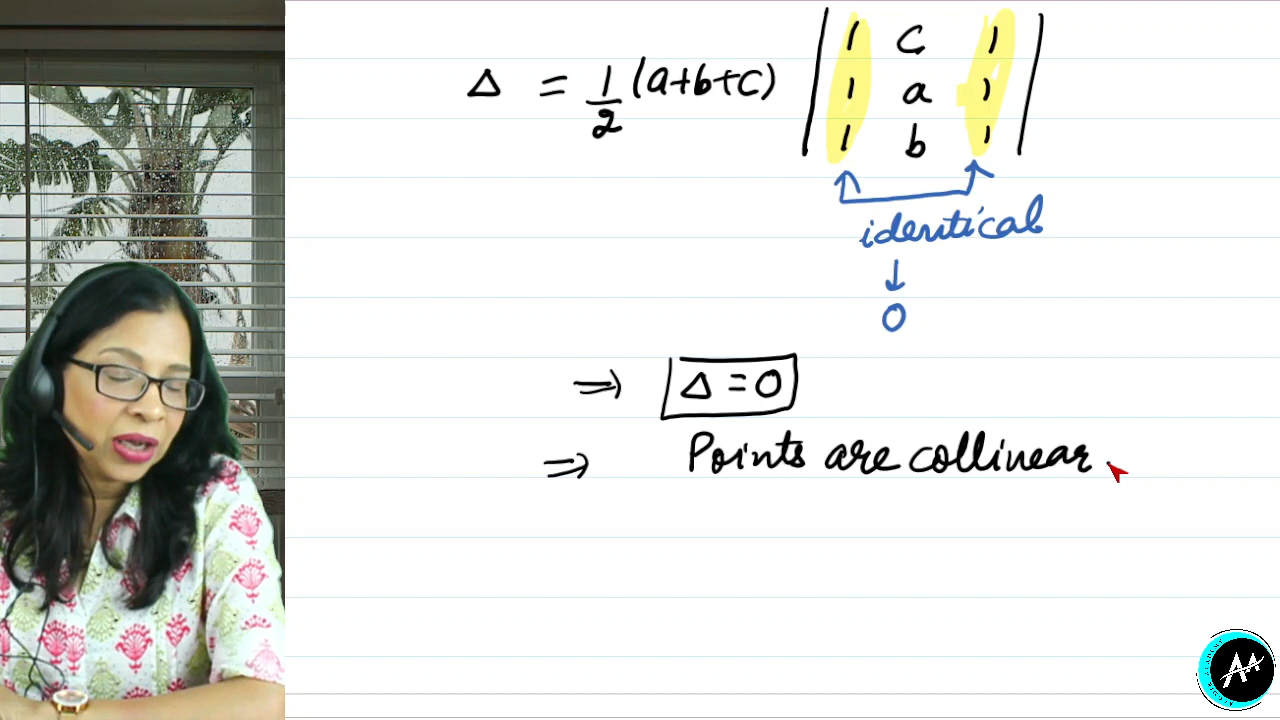 Δ = 1/2 (a+b+c) | 1 c 1 |
| 1 a 1 |
| 1 b 1 |
identical
↓
0
⇒ Δ = 0
⇒ Points are collinear
A+